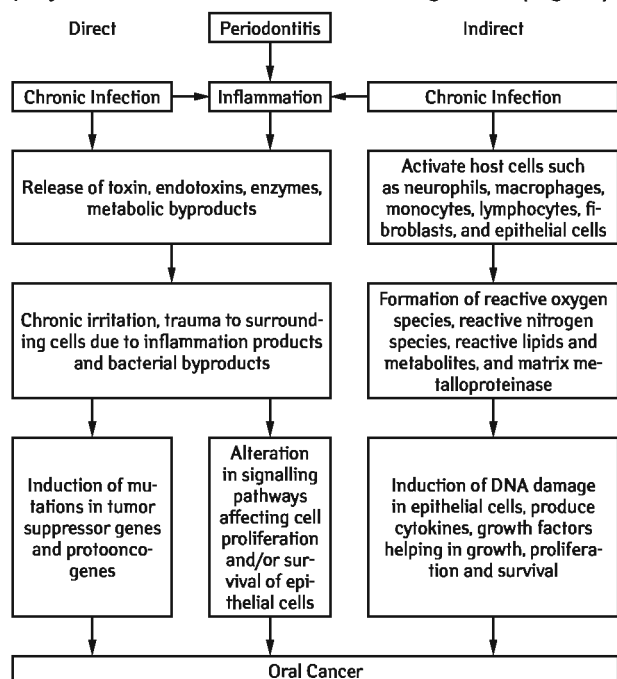 Direct
Periodontitis
Indirect
Chronic Infection
Inflammation
Chronic Infection
Release of toxin, endotoxins, enzymes,
metabolic byproducts
Activate host cells such
as neurophils, macrophages,
monocytes, lymphocytes, fi-
broblasts, and epithelial cells
Chronic irritation, trauma to surround-
ing cells due to inflammation products
and bacterial byproducts
Formation of reactive oxygen
species, reactive nitrogen
species, reactive lipids and
metabolites, and matrix me-
talloproteinase
Induction of mu-
tations in tumor
suppressor genes
and protoonco-
genes
Alteration
in signalling
pathways
affecting cell
proliferation
and/or sur-
vival of epi-
thelial cells
Induction of DNA damage
in epithelial cells, produce
cytokines, growth factors
helping in growth, prolifera-
tion and survival
Oral Cancer